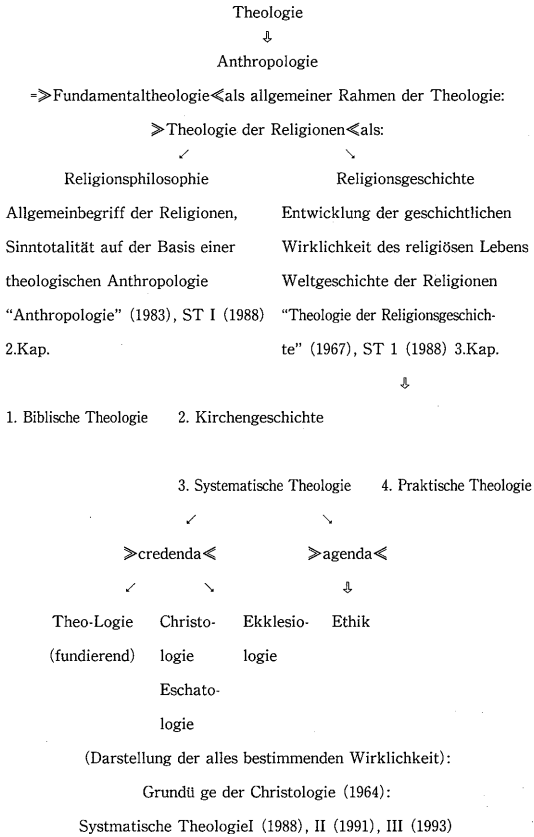 Theologie
⇩
Anthropologie
=≫Fundamentaltheologie≪als allgemeiner Rahmen der Theologie:
≫Theologie der Religionen≪als:
↙ ↘
Religionsphilosophie Religionsgeschichte
Allgemeinbegriff der Religionen, Entwicklung der geschichtlichen
Sinntotalität auf der Basis einer Wirklichkeit des religiösen Lebens
theologischen Anthropologie Weltgeschichte der Religionen
“Anthropologie” (1983), ST I (1988) “Theologie der Religionsgeschich-
2.Kap. te” (1967), ST 1 (1988) 3.Kap.
⇩
1. Biblische Theologie 2. Kirchengeschichte
3. Systematische Theologie 4. Praktische Theologie
↙ ↘
≫credenda≪ ≫agenda≪
↙ ↘ ⇩
Theo-Logie Christo- Ekklesio- Ethik
(fundierend) logie logie
Eschato-
logie
(Darstellung der alles bestimmenden Wirklichkeit):
Grundü ge der Christologie (1964):
Systmatische TheologieI (1988), II (1991), III (1993)